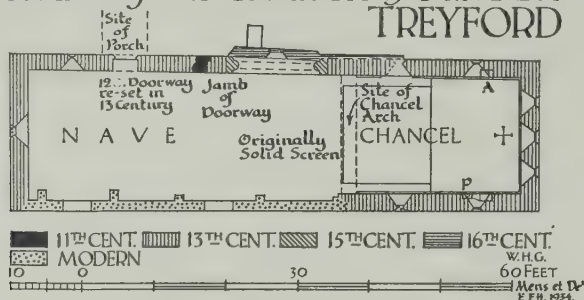 TREYFORD
Site
of
Porch
12th. Doorway
re-set in
13 Century
Jamb
of
Doorway
Site of
Chancel
Arch
A
NAVE
Originally
Solid Screen
CHANCEL
P
11TH CENT. 13TH CENT. 15TH CENT. 16TH CENT.
MODERN
W.H.G.
10 0 30 60 FEET
Mens et De
F.F.H. 1934